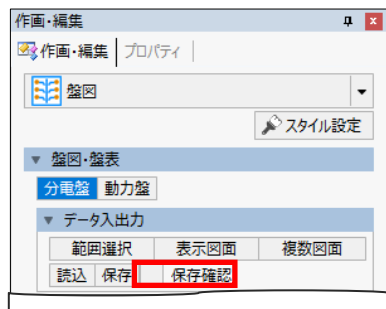 作画・編集
作画・編集 プロパティ
盤図
スタイル設定
盤図・盤表
分電盤 動力盤
データ入出力
範囲選択 表示図面 複数図面
読込 保存 保存確認